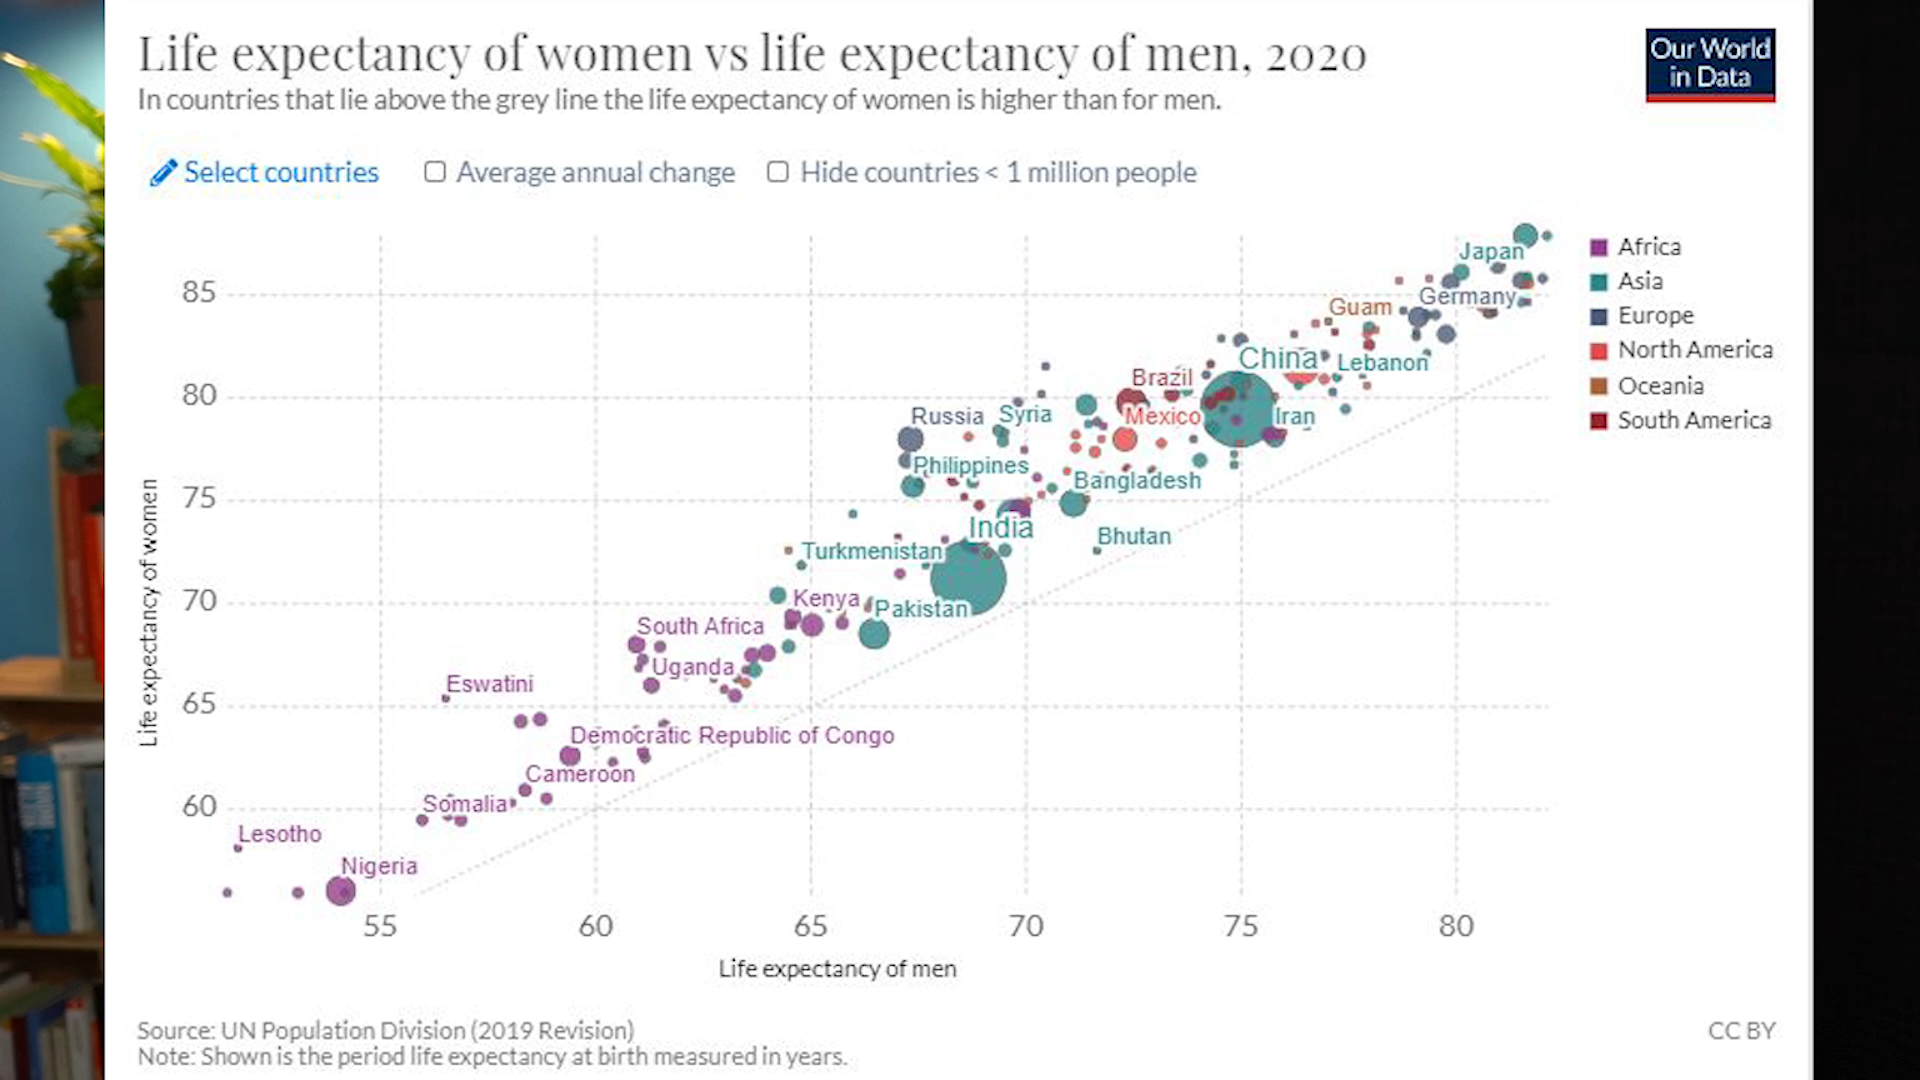 Life expectancy of women vs life expectancy of men, 2020
In countries that lie above the grey line the life expectancy of women is higher than for men.
Our World
in Data
Select countries
Average annual change
Hide countries < 1 million people
Life expectancy of women
85
80
75
70
65
60
Japan
Germany
Guam
China
Lebanon
Brazil
Mexico
Iran
Russia
Syria
Philippines
Bangladesh
India
Bhutan
Turkmenistan
Kenya
Pakistan
South Africa
Uganda
Eswatini
Democratic Republic of Congo
Cameroon
Somalia
Lesotho
Nigeria
Africa
Asia
Europe
North America
Oceania
South America
55
60
65
70
75
80
Life expectancy of men
Source: UN Population Division (2019 Revision)
CC BY
Note: Shown is the period life expectancy at birth measured in years.